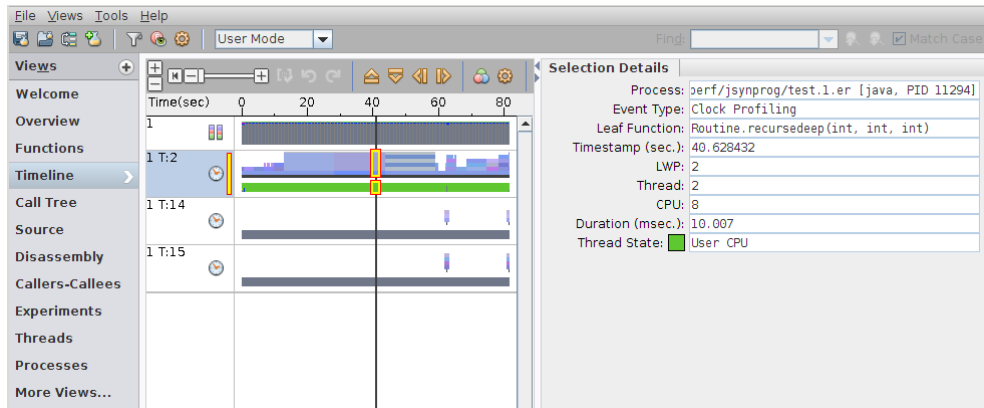 File Views Tools Help
User Mode
Find:
Match Case
Views
Welcome
Overview
Functions
Timeline
Call Tree
Source
Disassembly
Callers-Callees
Experiments
Threads
Processes
More Views...
Time(sec) 0 20 40 60 80
1
1 T:2
1 T:14
1 T:15
Selection Details
Process: perf/jsynprog/test.1.er [java, PID 11294]
Event Type: Clock Profiling
Leaf Function: Routine.recursedeep(int, int, int)
Timestamp (sec.): 40.628432
LWP: 2
Thread: 2
CPU: 8
Duration (msec.): 10.007
Thread State: User CPU